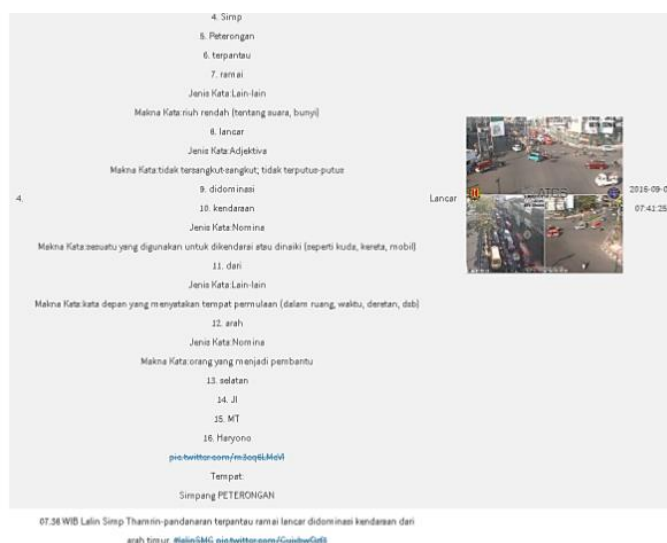 4. Simp
5. Peterongan
6. terpantau
7. ramai
Jenis Kata:Lain-lain
Makna Kata:riuh rendah (tentang suara, bunyi)
8. lancar
Jenis Kata:Adjektiva
Makna Kata:tidak tersangkut-sangkut; tidak terputus-putus
9. didominasi
4.
10. kendaraan
Lancar
ATCS
2016-09-0
07:41:25
Jenis Kata:Nomina
Makna Kata:sesuatu yang digunakan untuk dikendarai atau dinaiki (seperti kuda, kereta, mobil)
11. dari
Jenis Kata:Lain-lain
Makna Kata:kata depan yang menyatakan tempat permulaan (dalam ruang, waktu, deretan, dsb)
12. arah
Jenis Kata:Nomina
Makna Kata:orang yang menjadi pembantu
13. selatan
14. Jl
15. MT
16. Haryono
pic.twitter.com/m3oq6LMeVl
Tempat:
Simpang PETERONGAN
07.36 WIB Lalin Simp Thamrin-pandanaran terpantau ramai lancar didominasi kendaraan dari
arah timur. #lalinSMG